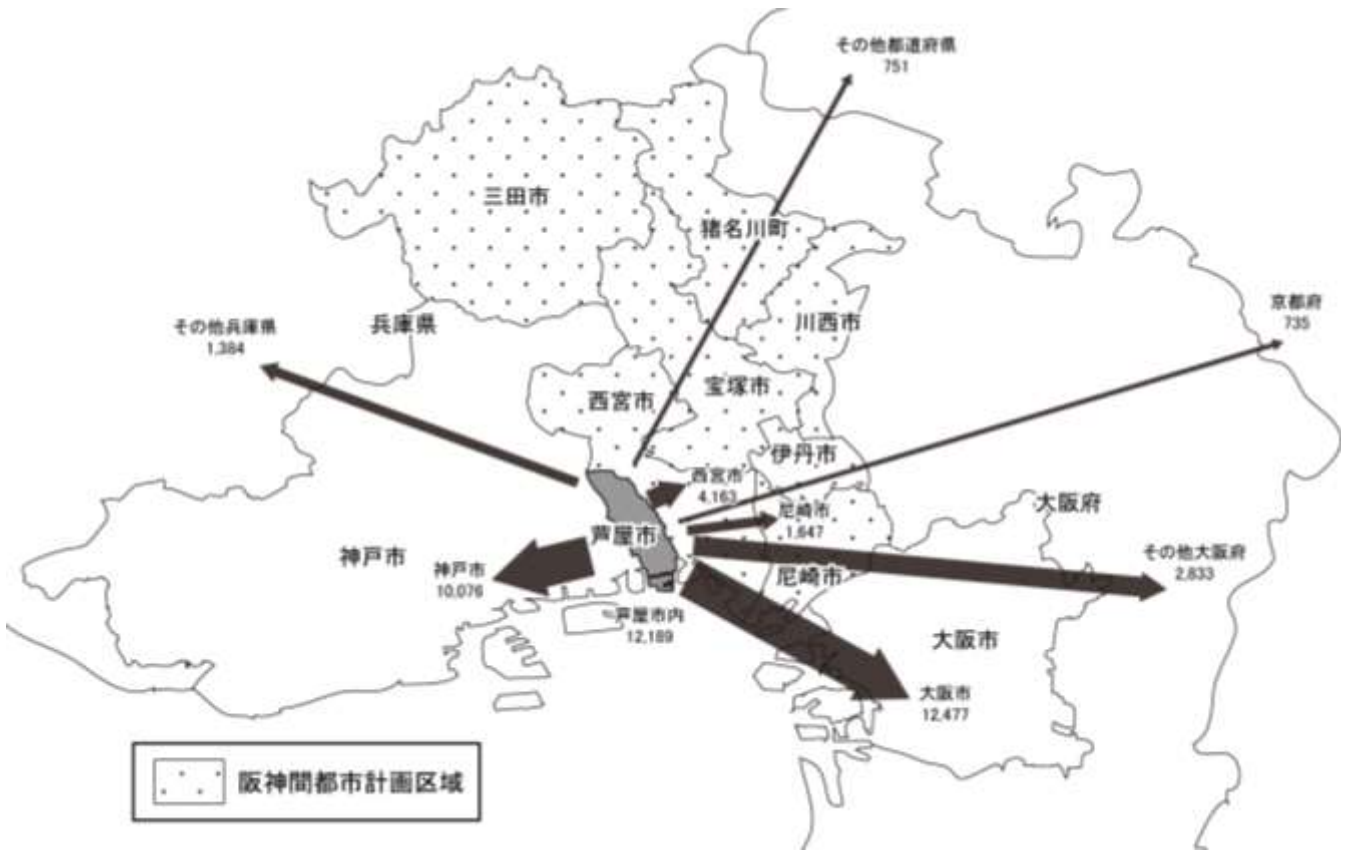 その他都道府県
751
三田市
猪名川町
京都府
735
その他兵庫県
1,384
兵庫県
川西市
西宮市
宝塚市
伊丹市
西宮市
4,163
大阪府
尼崎市
1,647
芦屋市
神戸市
神戸市
10,076
その他大阪府
2,833
尼崎市
芦屋市内
12,189
大阪市
大阪市
12,477
阪神間都市計画区域